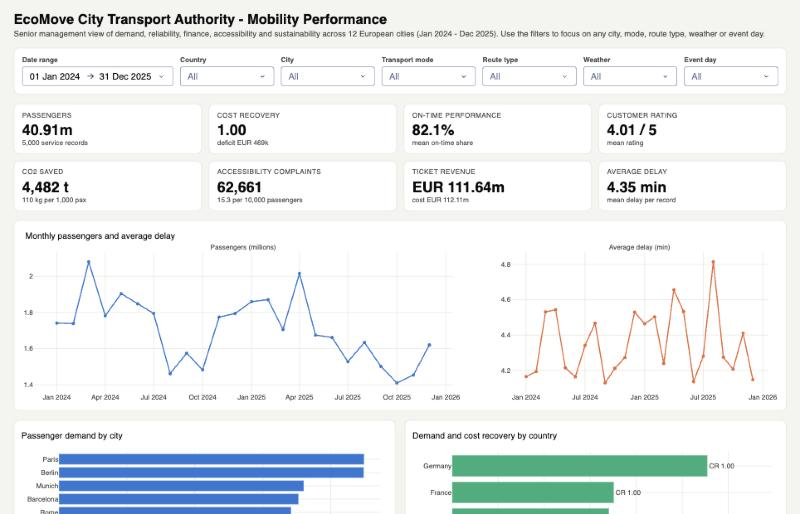 EcoMove City Transport Authority - Mobility Performance
Senior management view of demand, reliability, finance, accessibility and sustainability across 12 European cities (Jan 2024 - Dec 2025). Use the filters to focus on any city, mode, route type, weather or event day.
Date range Country City Transport mode Route type Weather Event day
01 Jan 2024 → 31 Dec 2025 All All All All All All
PASSENGERS COST RECOVERY ON-TIME PERFORMANCE CUSTOMER RATING
40.91m 1.00 82.1% 4.01 / 5
5,000 service records deficit EUR 469k mean on-time share mean rating
CO2 SAVED ACCESSIBILITY COMPLAINTS TICKET REVENUE AVERAGE DELAY
4,482 t 62,661 EUR 111.64m 4.35 min
110 kg per 1,000 pax 15.3 per 10,000 passengers cost EUR 112.11m mean delay per record
Monthly passengers and average delay
Passengers (millions) Average delay (min)
2
1.8
1.6
1.4
Jan 2024 Apr 2024 Jul 2024 Oct 2024 Jan 2025 Apr 2025 Jul 2025 Oct 2025 Jan 2026
4.8
4.6
4.4
4.2
Jan 2024 Jul 2024 Jan 2025 Jul 2025 Jan 2026
Passenger demand by city
Paris
Berlin
Munich
Barcelona
Rome
Demand and cost recovery by country
Germany CR 1.00
France CR 1.00